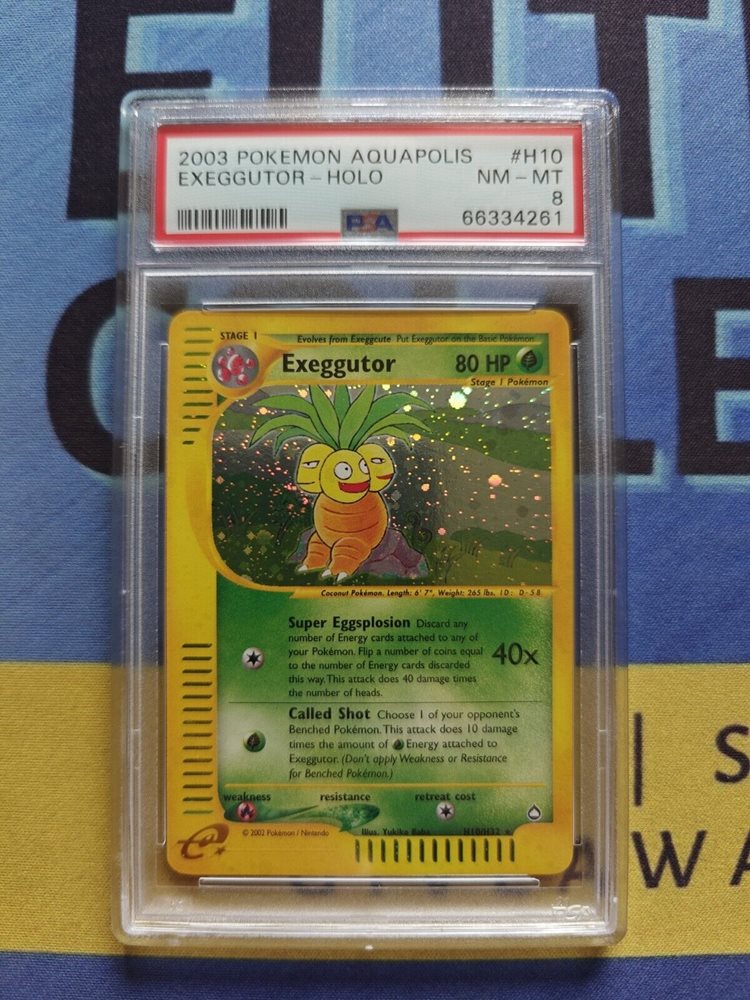 2003 POKEMON AQUAPOLIS #H10
EXEGGUTOR - HOLO NM - MT
8
PSA 66334261
STAGE 1 Evolves from Exeggcute Put Exeggutor on the Basic Pokémon
Exeggutor 80 HP
Stage 1 Pokémon
Coconut Pokémon. Length: 6' 7", Weight: 265 lbs. ID: D-58
Super Eggsplosion Discard any
number of Energy cards attached to any of
your Pokémon. Flip a number of coins equal
to the number of Energy cards discarded
this way. This attack does 40 damage times
the number of heads.
40x
Called Shot Choose 1 of your opponent's
Benched Pokémon. This attack does 10 damage
times the amount of Energy attached to
Exeggutor. (Don't apply Weakness or Resistance
for Benched Pokémon.)
weakness resistance retreat cost
© 2002 Pokémon / Nintendo Illus. Yukiko Baba H10/H32
e